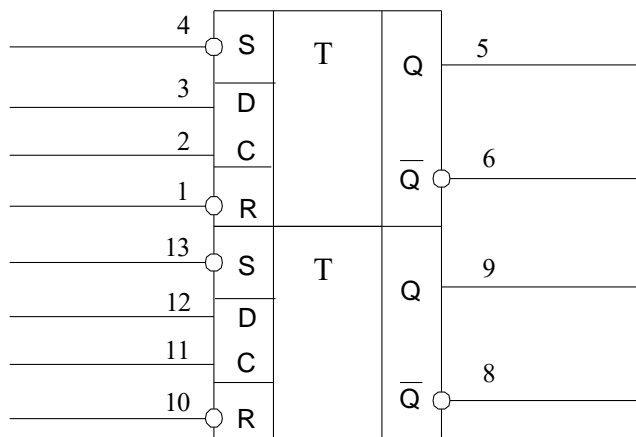 4 S T Q 5
3 D
2 C Q̅ 6
1 R
13 S T Q 9
12 D
11 C Q̅ 8
10 R